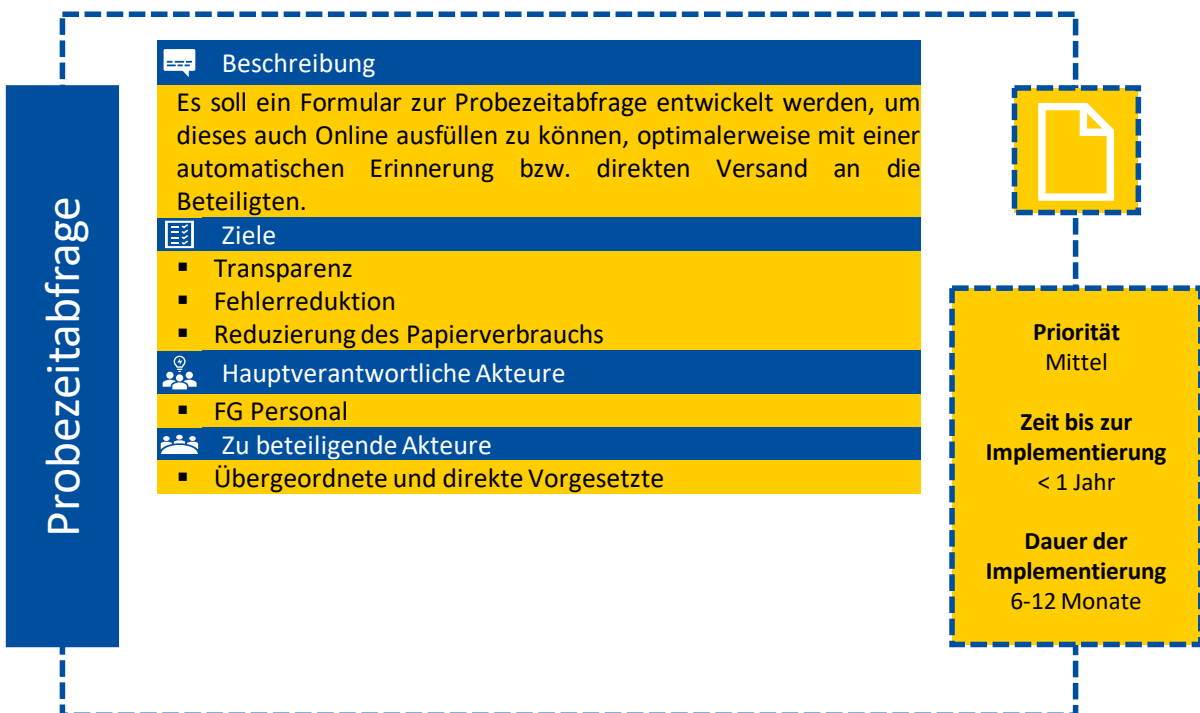 Probezeitabfrage
Beschreibung
Es soll ein Formular zur Probezeitabfrage entwickelt werden, um
dieses auch Online ausfüllen zu können, optimalerweise mit einer
automatischen Erinnerung bzw. direkten Versand an die
Beteiligten.
Ziele
▪ Transparenz
▪ Fehlerreduktion
▪ Reduzierung des Papierverbrauchs
Hauptverantwortliche Akteure
▪ FG Personal
Zu beteiligende Akteure
▪ Übergeordnete und direkte Vorgesetzte
Priorität
Mittel
Zeit bis zur
Implementierung
< 1 Jahr
Dauer der
Implementierung
6-12 Monate